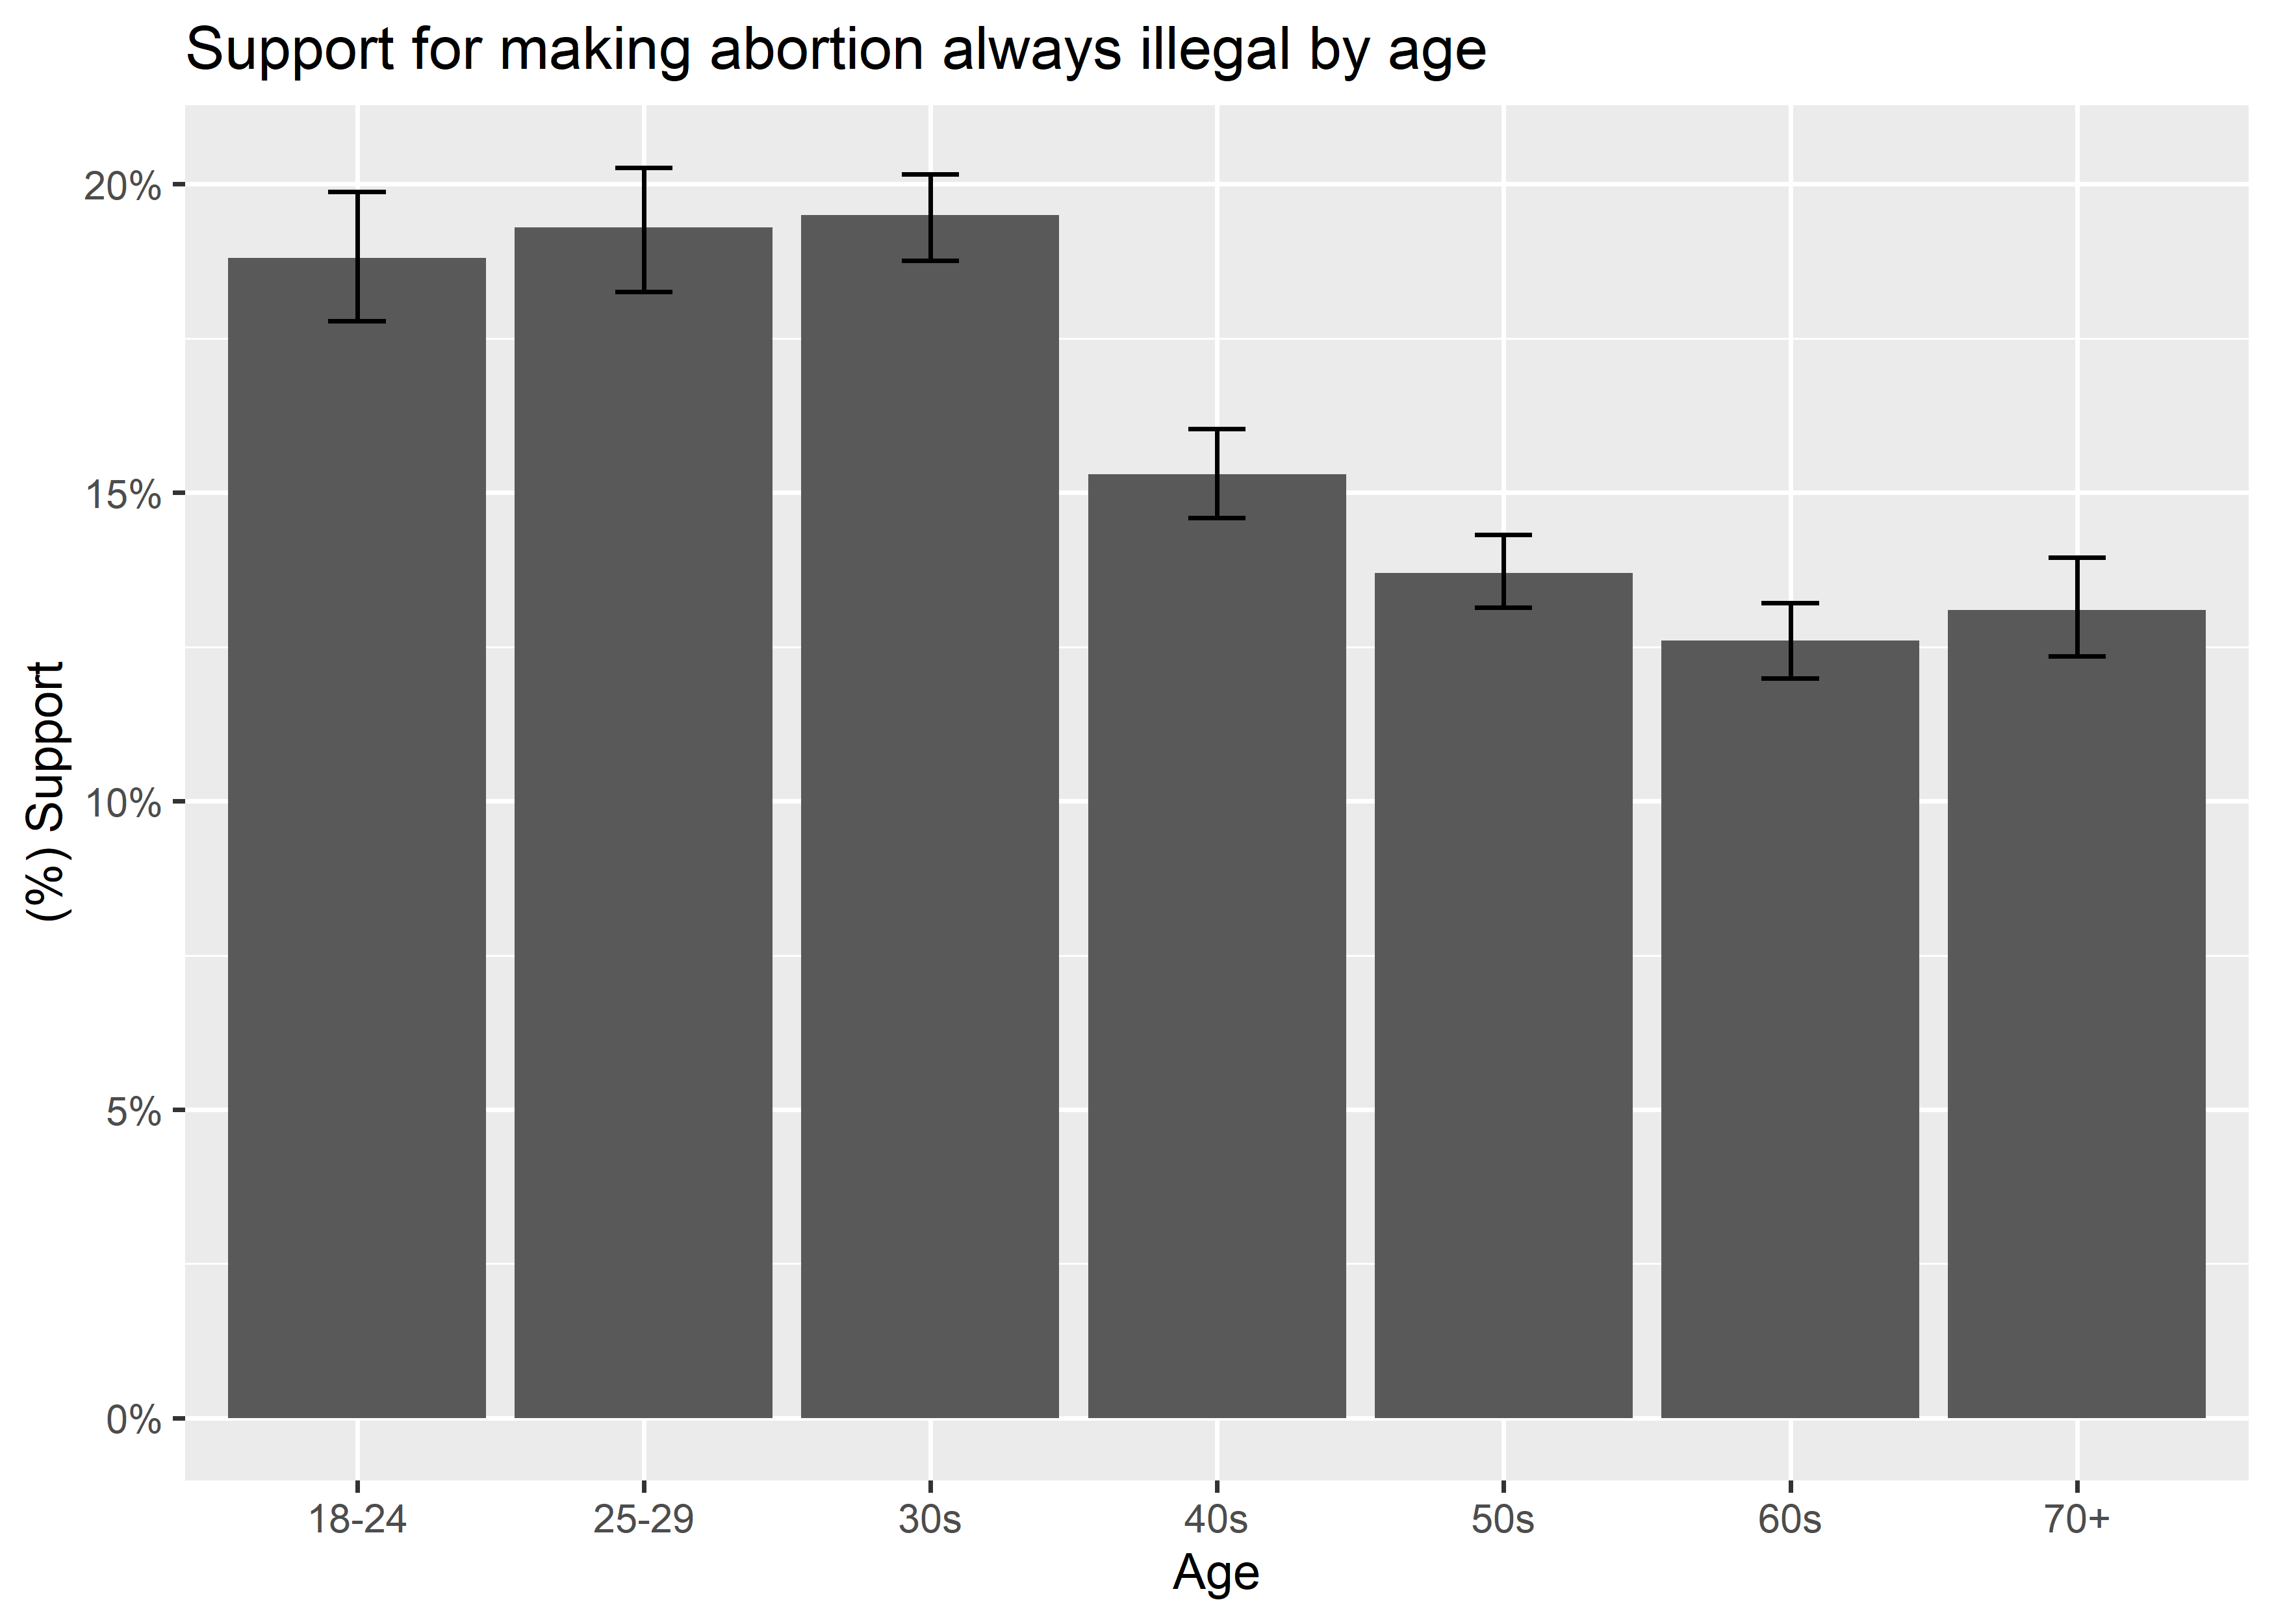 Support for making abortion always illegal by age
(%) Support
20%
15%
10%
5%
0%
18-24 25-29 30s 40s 50s 60s 70+
Age